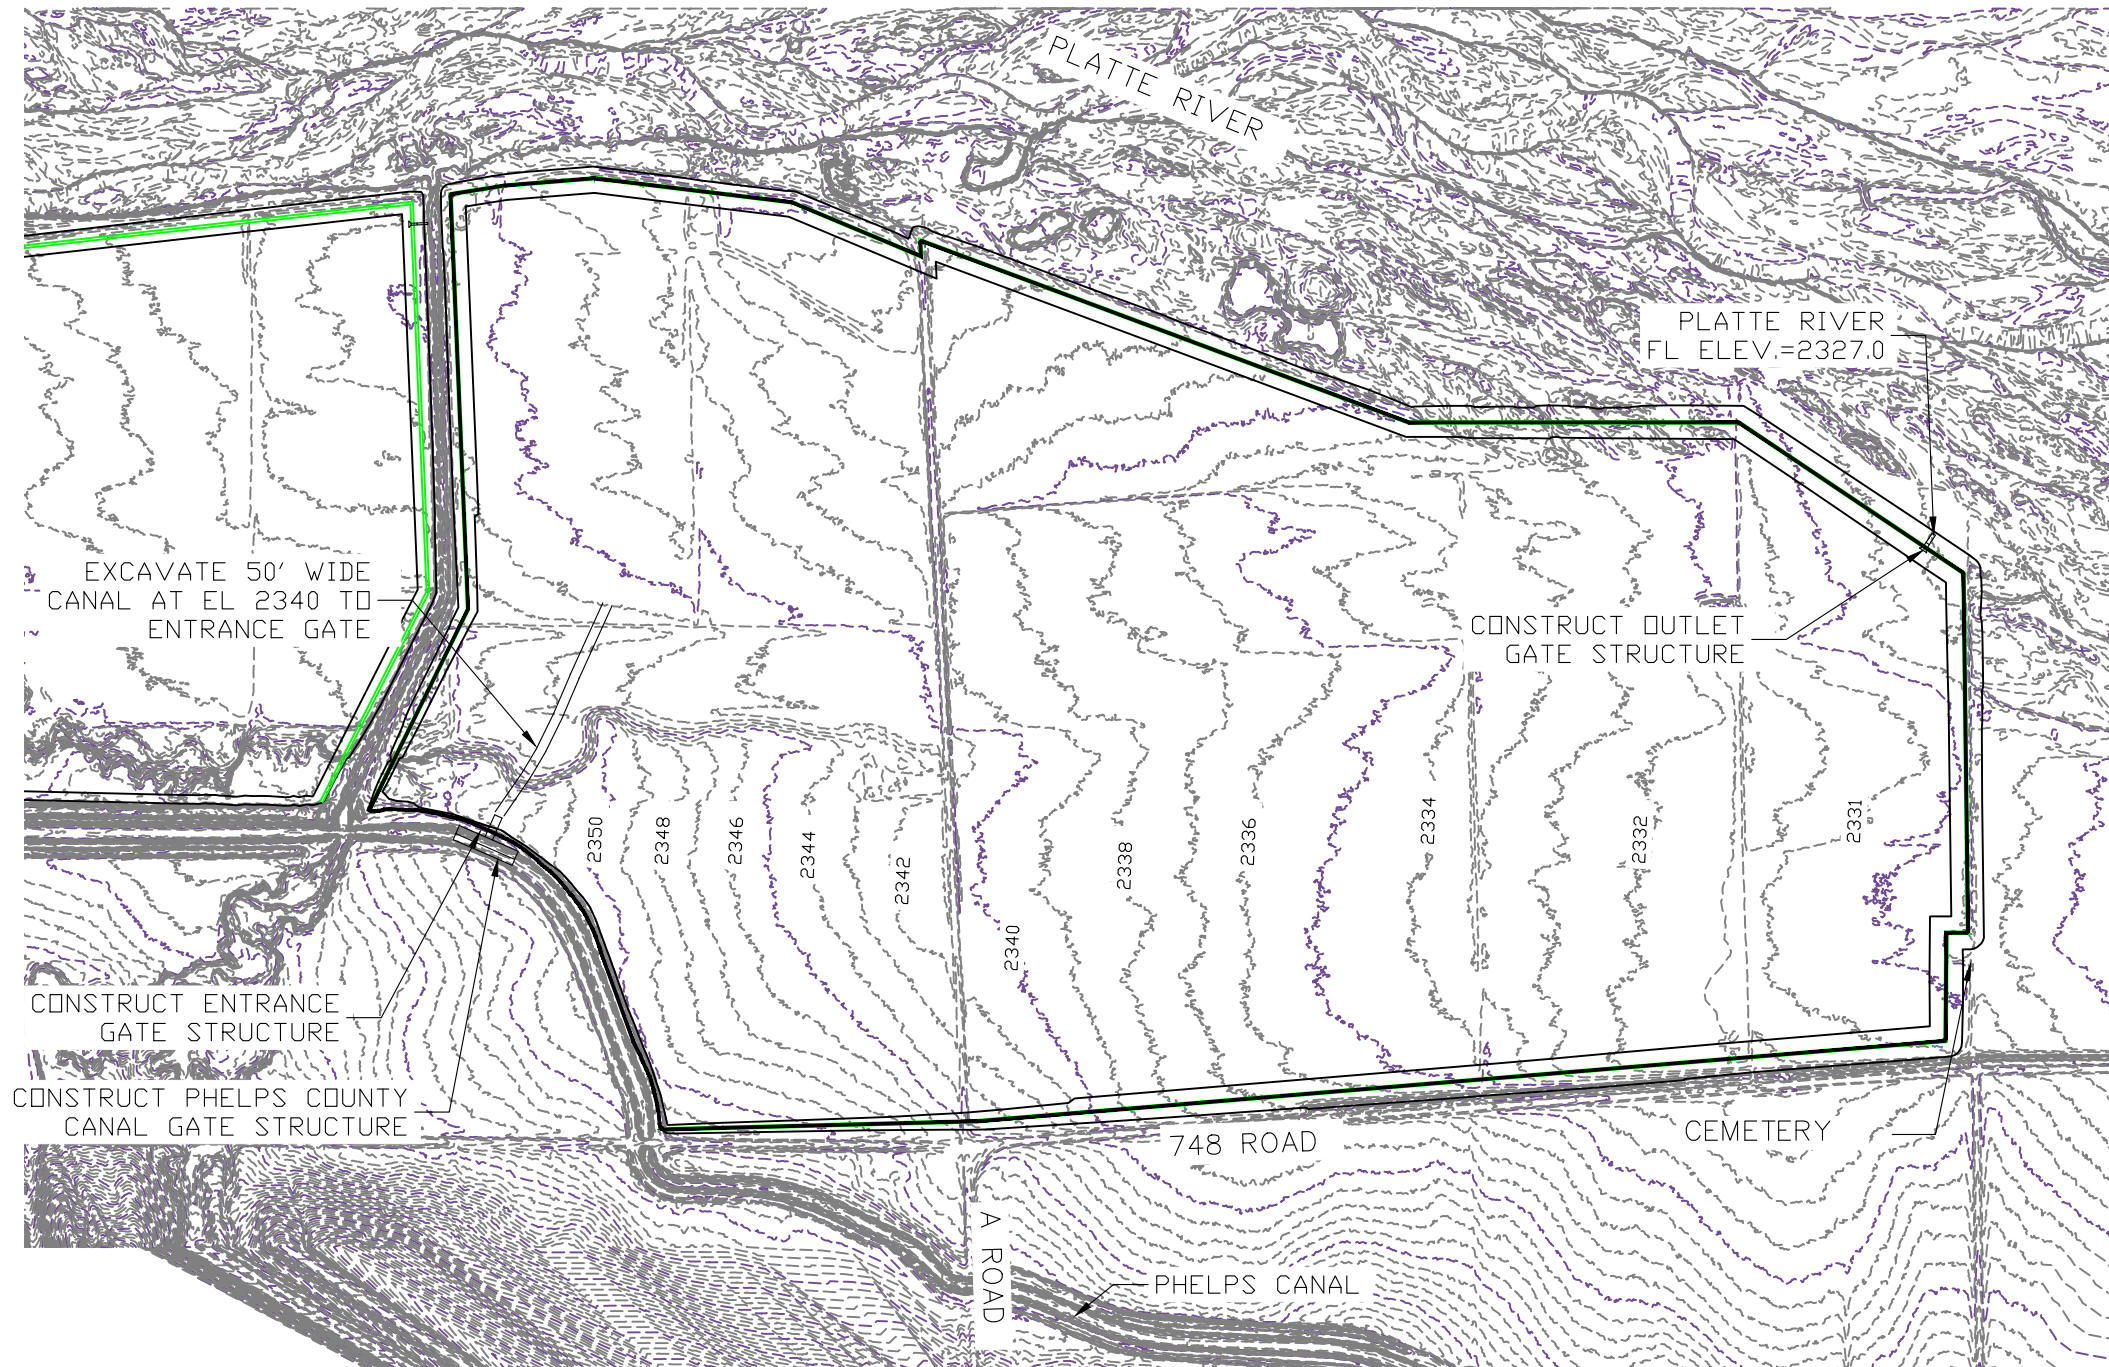 PLATTE RIVER
PLATTE RIVER
FL ELEV.=2327.0
EXCAVATE 50' WIDE
CANAL AT EL 2340 TO
ENTRANCE GATE
CONSTRUCT OUTLET
GATE STRUCTURE
2350
2348
2346
2344
2342
2340
2338
2336
2334
2332
2331
CONSTRUCT ENTRANCE
GATE STRUCTURE
CONSTRUCT PHELPS COUNTY
CANAL GATE STRUCTURE
748 ROAD
CEMETERY
A ROAD
PHELPS CANAL